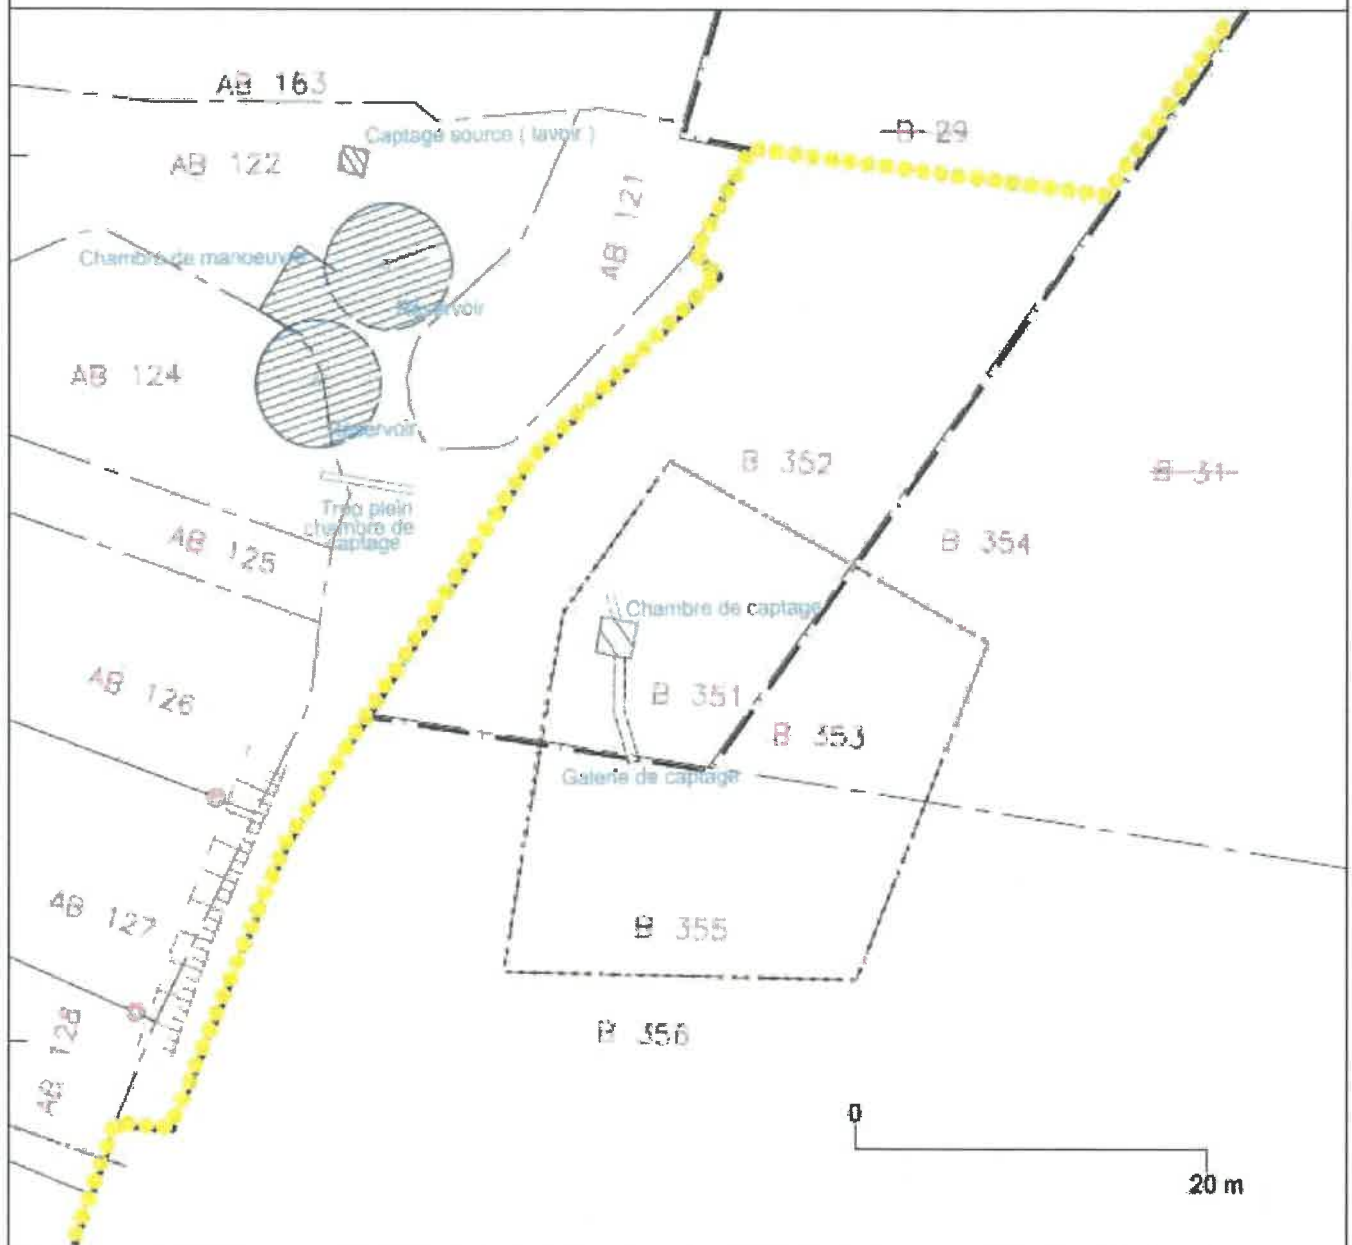 AB 163
B 29
Captage source ( lavoir )
AB 122
AB 121
Chambre de manoeuvre
Réservoir
AB 124
Réservoir
B 352
B 31
Trop plein
chambre de
captage
AB 125
B 354
Chambre de captage
AB 126
B 351
B 353
Galerie de captage
AB 127
B 355
AB 128
B 356
0
20 m